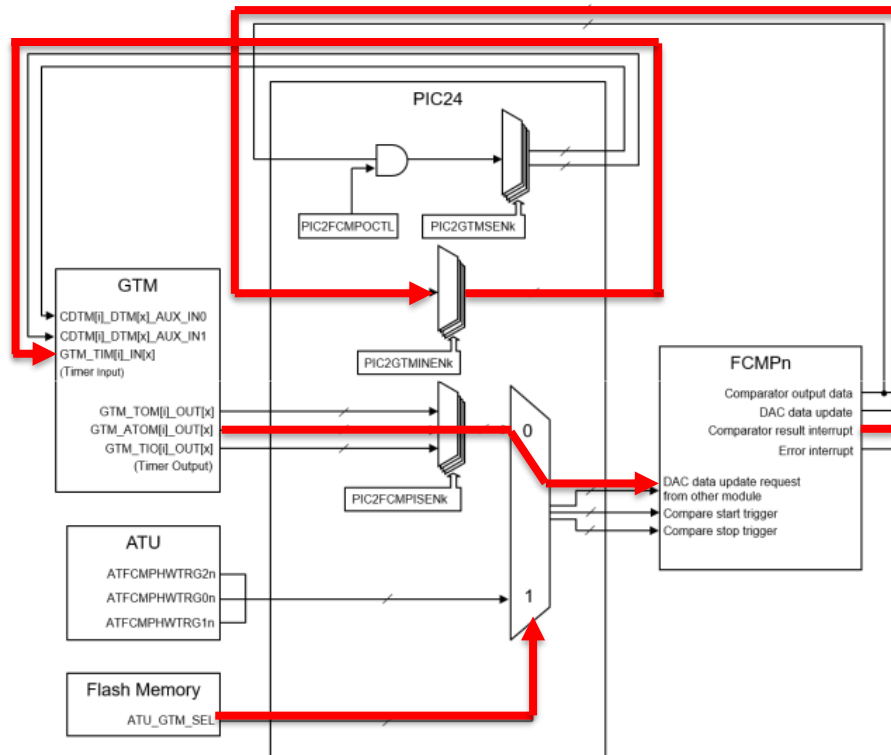 PIC24
PIC2FCMPOCTL
PIC2GTMSENk
GTM
CDTM[i]_DTM[x]_AUX_IN0
CDTM[i]_DTM[x]_AUX_IN1
GTM_TIM[i]_IN[x]
(Timer Input)
GTM_TOM[i]_OUT[x]
GTM_ATOM[i]_OUT[x]
GTM_TIO[i]_OUT[x]
(Timer Output)
PIC2GTMINENk
PIC2FCMPISENk
0
1
FCMPn
Comparator output data
DAC data update
Comparator result interrupt
Error interrupt
DAC data update request
from other module
Compare start trigger
Compare stop trigger
ATU
ATFCMPHWTRG2n
ATFCMPHWTRG0n
ATFCMPHWTRG1n
Flash Memory
ATU_GTM_SEL